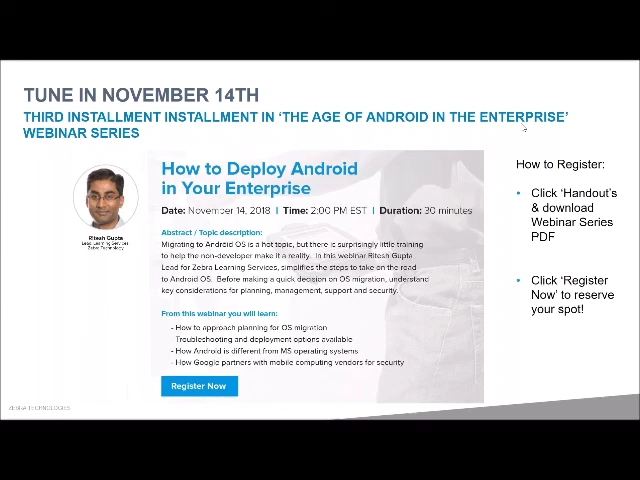 TUNE IN NOVEMBER 14TH
THIRD INSTALLMENT INSTALLMENT IN 'THE AGE OF ANDROID IN THE ENTERPRISE'
WEBINAR SERIES
Ritesh Gupta
Lead, Learning Services
Zebra Technology
How to Deploy Android
in Your Enterprise
Date: November 14, 2018 | Time: 2:00 PM EST | Duration: 30 minutes
Abstract / Topic description:
Migrating to Android OS is a hot topic, but there is surprisingly little training
to help the non-developer make it a reality. In this webinar Ritesh Gupta
Lead for Zebra Learning Services, simplifies the steps to take on the road
to Android OS. Before making a quick decision on OS migration, understand
key considerations for planning, management, support and security.
From this webinar you will learn:
- How to approach planning for OS migration
Troubleshooting and deployment options available
- How Android is different from MS operating systems
- How Google partners with mobile computing vendors for security
Register Now
How to Register:
• Click 'Handout's
& download
Webinar Series
PDF
• Click 'Register
Now' to reserve
your spot!
ZEBRA TECHNOLOGIES